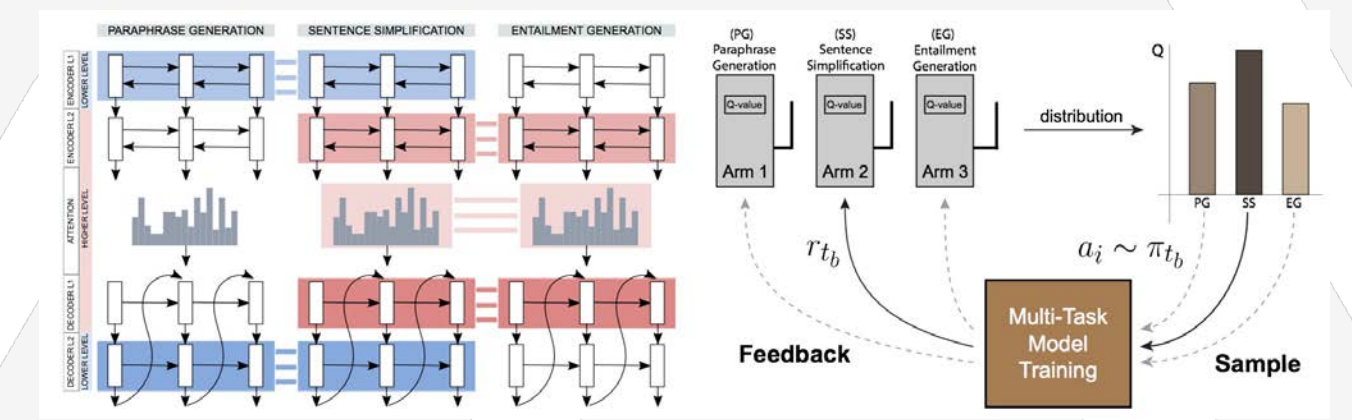 PARAPHRASE GENERATION
SENTENCE SIMPLIFICATION
ENTAILMENT GENERATION
ENCODER L1
LOWER LEVEL
ENCODER L2
ATTENTION
HIGHER LEVEL
DECODER L1
DECODER L2
LOWER LEVEL
(PG)
Paraphrase
Generation
(SS)
Sentence
Simplification
(EG)
Entailment
Generation
Q-value
Q-value
Q-value
Arm 1
Arm 2
Arm 3
distribution
Q
PG
SS
EG
r_{t_b}
a_i ∼ π_{t_b}
Feedback
Multi-Task
Model
Training
Sample